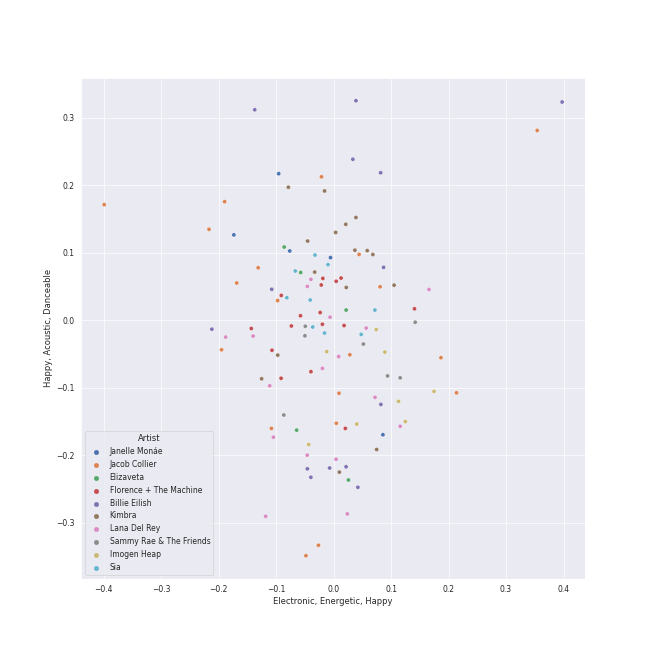 0.3
0.2
0.1
0.0
−0.1
−0.2
−0.3
Happy, Acoustic, Danceable
Artist
Janelle Monáe
Jacob Collier
Elizaveta
Florence + The Machine
Billie Eilish
Kimbra
Lana Del Rey
Sammy Rae & The Friends
Imogen Heap
Sia
−0.4 −0.3 −0.2 −0.1 0.0 0.1 0.2 0.3 0.4
Electronic, Energetic, Happy